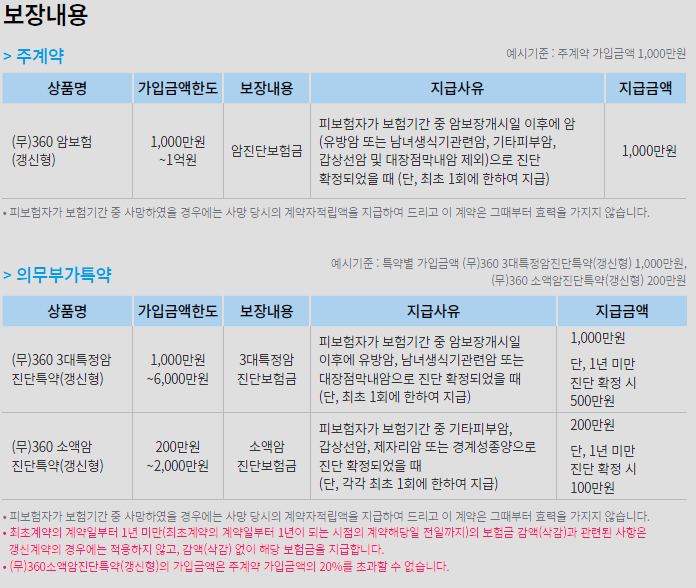 보장내용
> 주계약
예시기준 : 주계약 가입금액 1,000만원
상품명 가입금액한도 보장내용 지급사유 지급금액
(무)360 암보험
(갱신형)
1,000만원
~1억원
암진단보험금
피보험자가 보험기간 중 암보장개시일 이후에 암
(유방암 또는 남녀생식기관련암, 기타피부암,
갑상선암 및 대장점막내암 제외)으로 진단
확정되었을 때 (단, 최초 1회에 한하여 지급)
1,000만원
• 피보험자가 보험기간 중 사망하였을 경우에는 사망 당시의 계약자적립액을 지급하여 드리고 이 계약은 그때부터 효력을 가지지 않습니다.
> 의무부가특약
예시기준 : 특약별 가입금액 (무)360 3대특정암진단특약(갱신형) 1,000만원,
(무)360 소액암진단특약(갱신형) 200만원
상품명 가입금액한도 보장내용 지급사유 지급금액
(무)360 3대특정암
진단특약(갱신형)
1,000만원
~6,000만원
3대특정암
진단보험금
피보험자가 보험기간 중 암보장개시일
이후에 유방암, 남녀생식기관련암 또는
대장점막내암으로 진단 확정되었을 때
(단, 최초 1회에 한하여 지급)
1,000만원
단, 1년 미만
진단 확정 시
500만원
(무)360 소액암
진단특약(갱신형)
200만원
~2,000만원
소액암
진단보험금
피보험자가 보험기간 중 기타피부암,
갑상선암, 제자리암 또는 경계성종양으로
진단 확정되었을 때
(단, 각각 최초 1회에 한하여 지급)
200만원
단, 1년 미만
진단 확정 시
100만원
• 피보험자가 보험기간 중 사망하였을 경우에는 사망 당시의 계약자적립액을 지급하여 드리고 이 계약은 그때부터 효력을 가지지 않습니다.
• 최초계약의 계약일부터 1년 미만(최초계약의 계약일부터 1년이 되는 시점의 계약해당일 전일까지)의 보험금 감액(삭감)과 관련된 사항은
갱신계약의 경우에는 적용하지 않고, 감액(삭감) 없이 해당 보험금을 지급합니다.
• (무)360소액암진단특약(갱신형)의 가입금액은 주계약 가입금액의 20%를 초과할 수 없습니다.